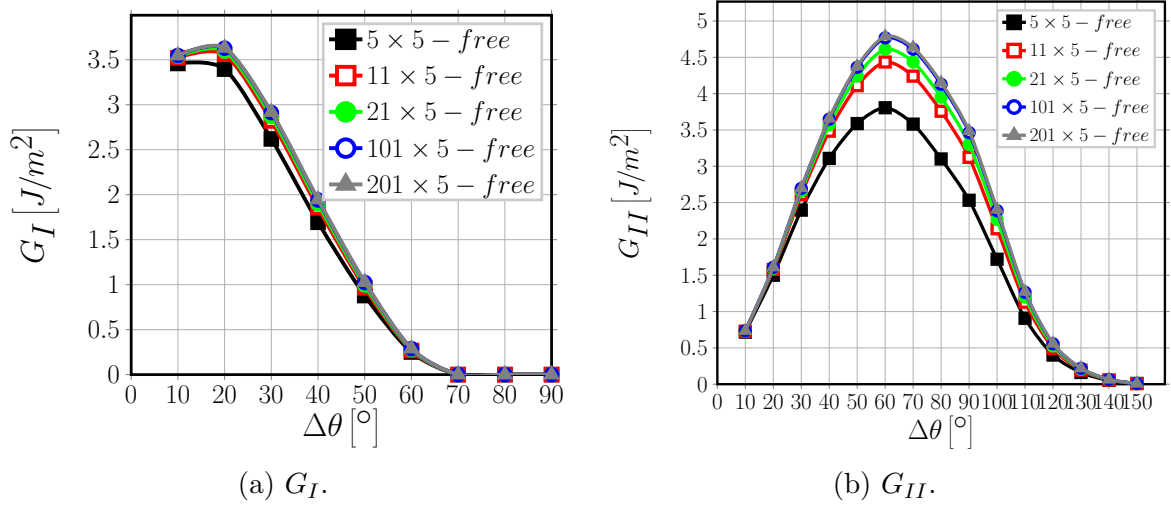 G_I [J/m²]
3.5
3
2.5
2
1.5
1
0.5
0
0 10 20 30 40 50 60 70 80 90
Δθ [°]
5 × 5 − free
11 × 5 − free
21 × 5 − free
101 × 5 − free
201 × 5 − free
(a) G_I.
G_II [J/m²]
5
4.5
4
3.5
3
2.5
2
1.5
1
0.5
0
0 10 20 30 40 50 60 70 80 90 100 110 120 130 140 150
Δθ [°]
5 × 5 − free
11 × 5 − free
21 × 5 − free
101 × 5 − free
201 × 5 − free
(b) G_II.